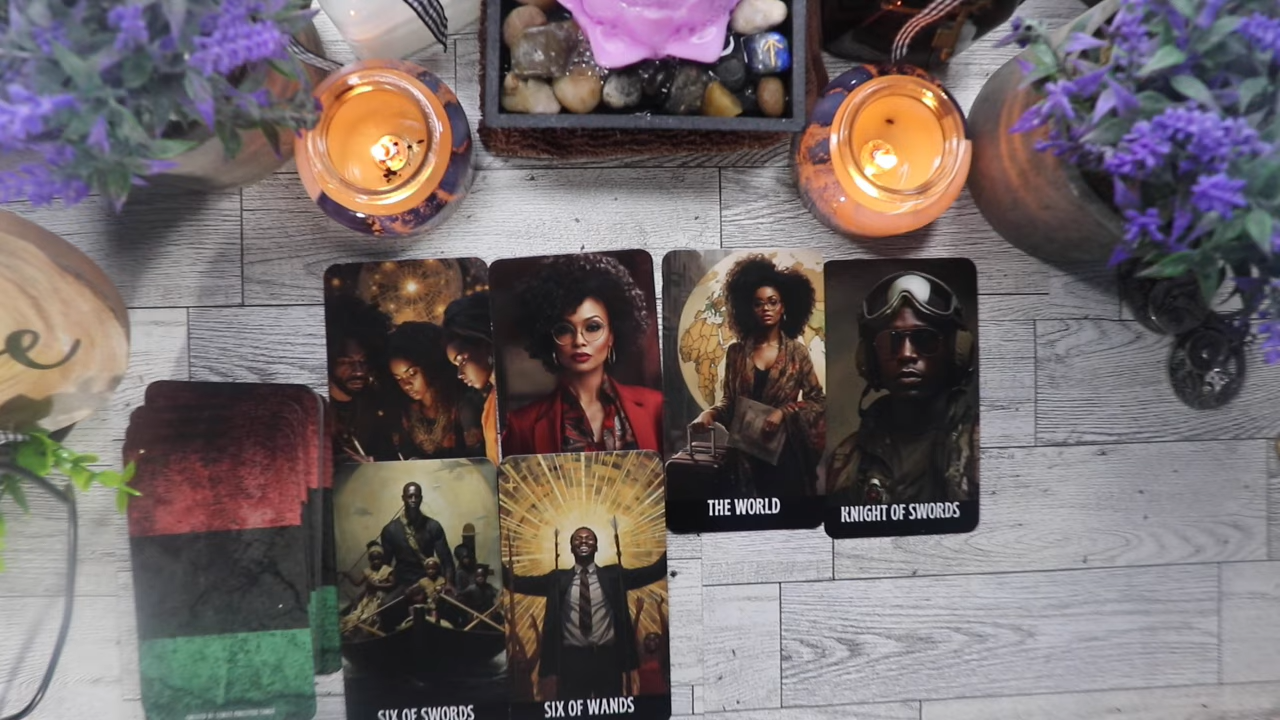 e
THE WORLD
KNIGHT OF SWORDS
SIX OF SWORDS
SIX OF WANDS